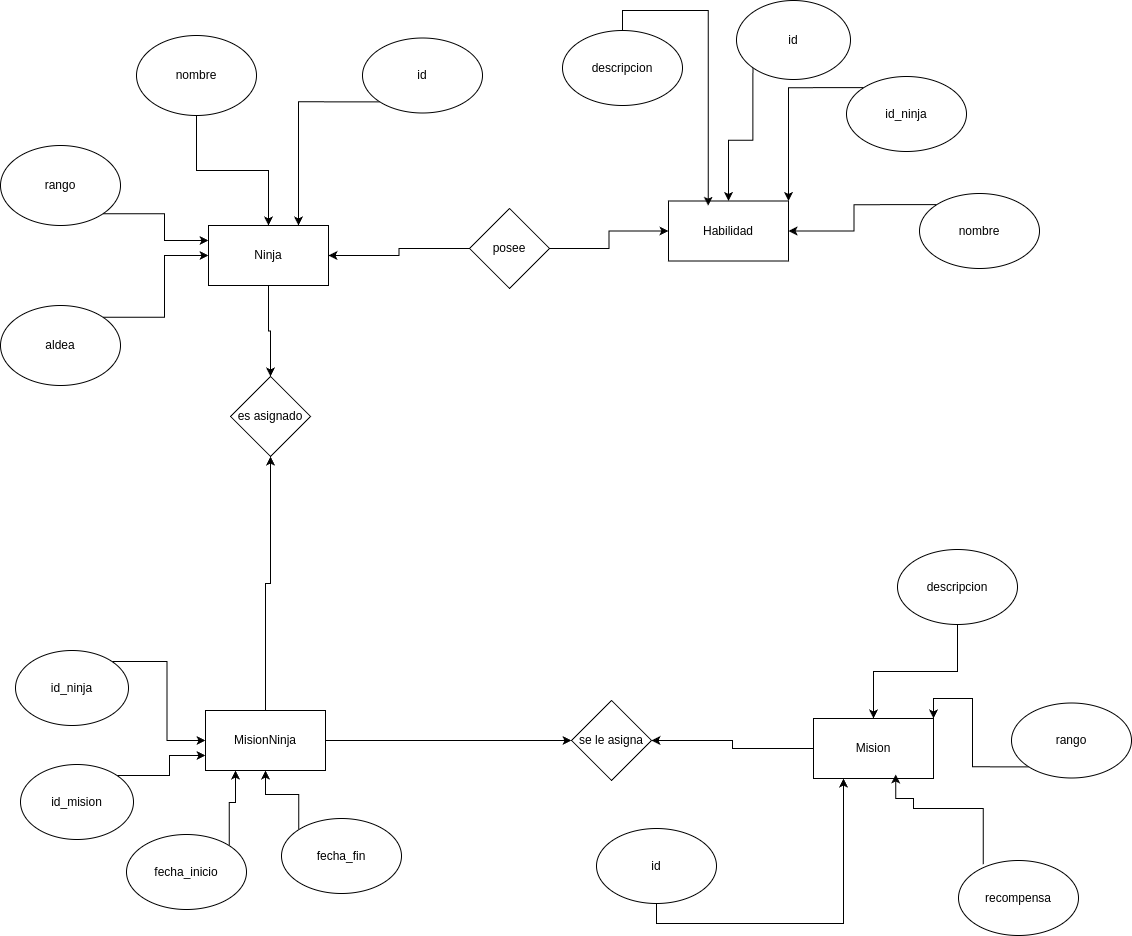 id
descripcion
nombre
id
id_ninja
rango
Habilidad
nombre
posee
Ninja
aldea
es asignado
descripcion
id_ninja
MisionNinja
se le asigna
Mision
rango
id_mision
fecha_inicio
fecha_fin
id
recompensa